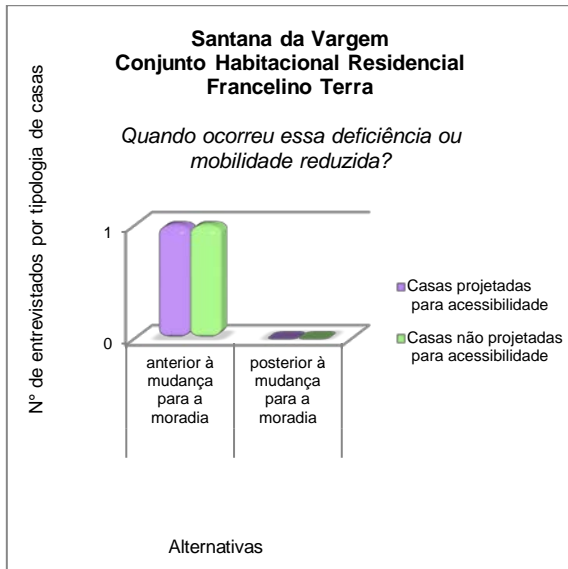 Santana da Vargem
Conjunto Habitacional Residencial
Francelino Terra
Quando ocorreu essa deficiência ou
mobilidade reduzida?
N° de entrevistados por tipologia de casas
1
0
anterior à
mudança
para a
moradia
posterior à
mudança
para a
moradia
Casas projetadas
para acessibilidade
Casas não projetadas
para acessibilidade
Alternativas